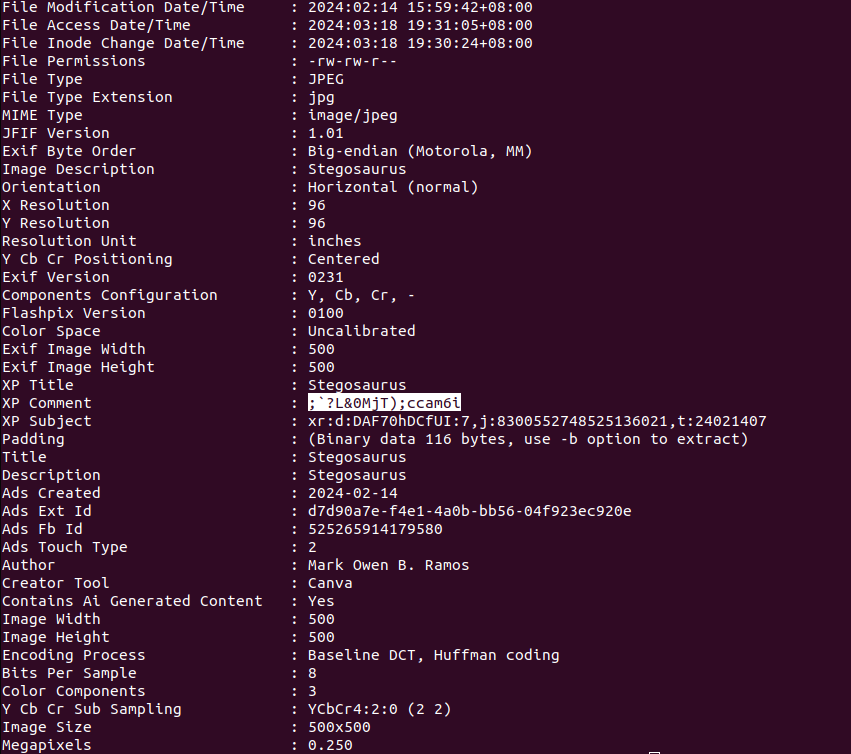 File Modification Date/Time     : 2024:02:14 15:59:42+08:00
File Access Date/Time           : 2024:03:18 19:31:05+08:00
File Inode Change Date/Time     : 2024:03:18 19:30:24+08:00
File Permissions                : -rw-rw-r--
File Type                       : JPEG
File Type Extension             : jpg
MIME Type                       : image/jpeg
JFIF Version                    : 1.01
Exif Byte Order                 : Big-endian (Motorola, MM)
Image Description               : Stegosaurus
Orientation                     : Horizontal (normal)
X Resolution                    : 96
Y Resolution                    : 96
Resolution Unit                 : inches
Y Cb Cr Positioning             : Centered
Exif Version                    : 0231
Components Configuration        : Y, Cb, Cr, -
Flashpix Version                : 0100
Color Space                     : Uncalibrated
Exif Image Width                : 500
Exif Image Height               : 500
XP Title                        : Stegosaurus
XP Comment                      : ;`?L&0MjT);ccam6i
XP Subject                      : xr:d:DAF70hDCfUI:7,j:8300552748525136021,t:24021407
Padding                         : (Binary data 116 bytes, use -b option to extract)
Title                           : Stegosaurus
Description                     : Stegosaurus
Ads Created                     : 2024-02-14
Ads Ext Id                      : d7d90a7e-f4e1-4a0b-bb56-04f923ec920e
Ads Fb Id                       : 525265914179580
Ads Touch Type                  : 2
Author                          : Mark Owen B. Ramos
Creator Tool                    : Canva
Contains Ai Generated Content   : Yes
Image Width                     : 500
Image Height                    : 500
Encoding Process                : Baseline DCT, Huffman coding
Bits Per Sample                 : 8
Color Components                : 3
Y Cb Cr Sub Sampling            : YCbCr4:2:0 (2 2)
Image Size                      : 500x500
Megapixels                      : 0.250